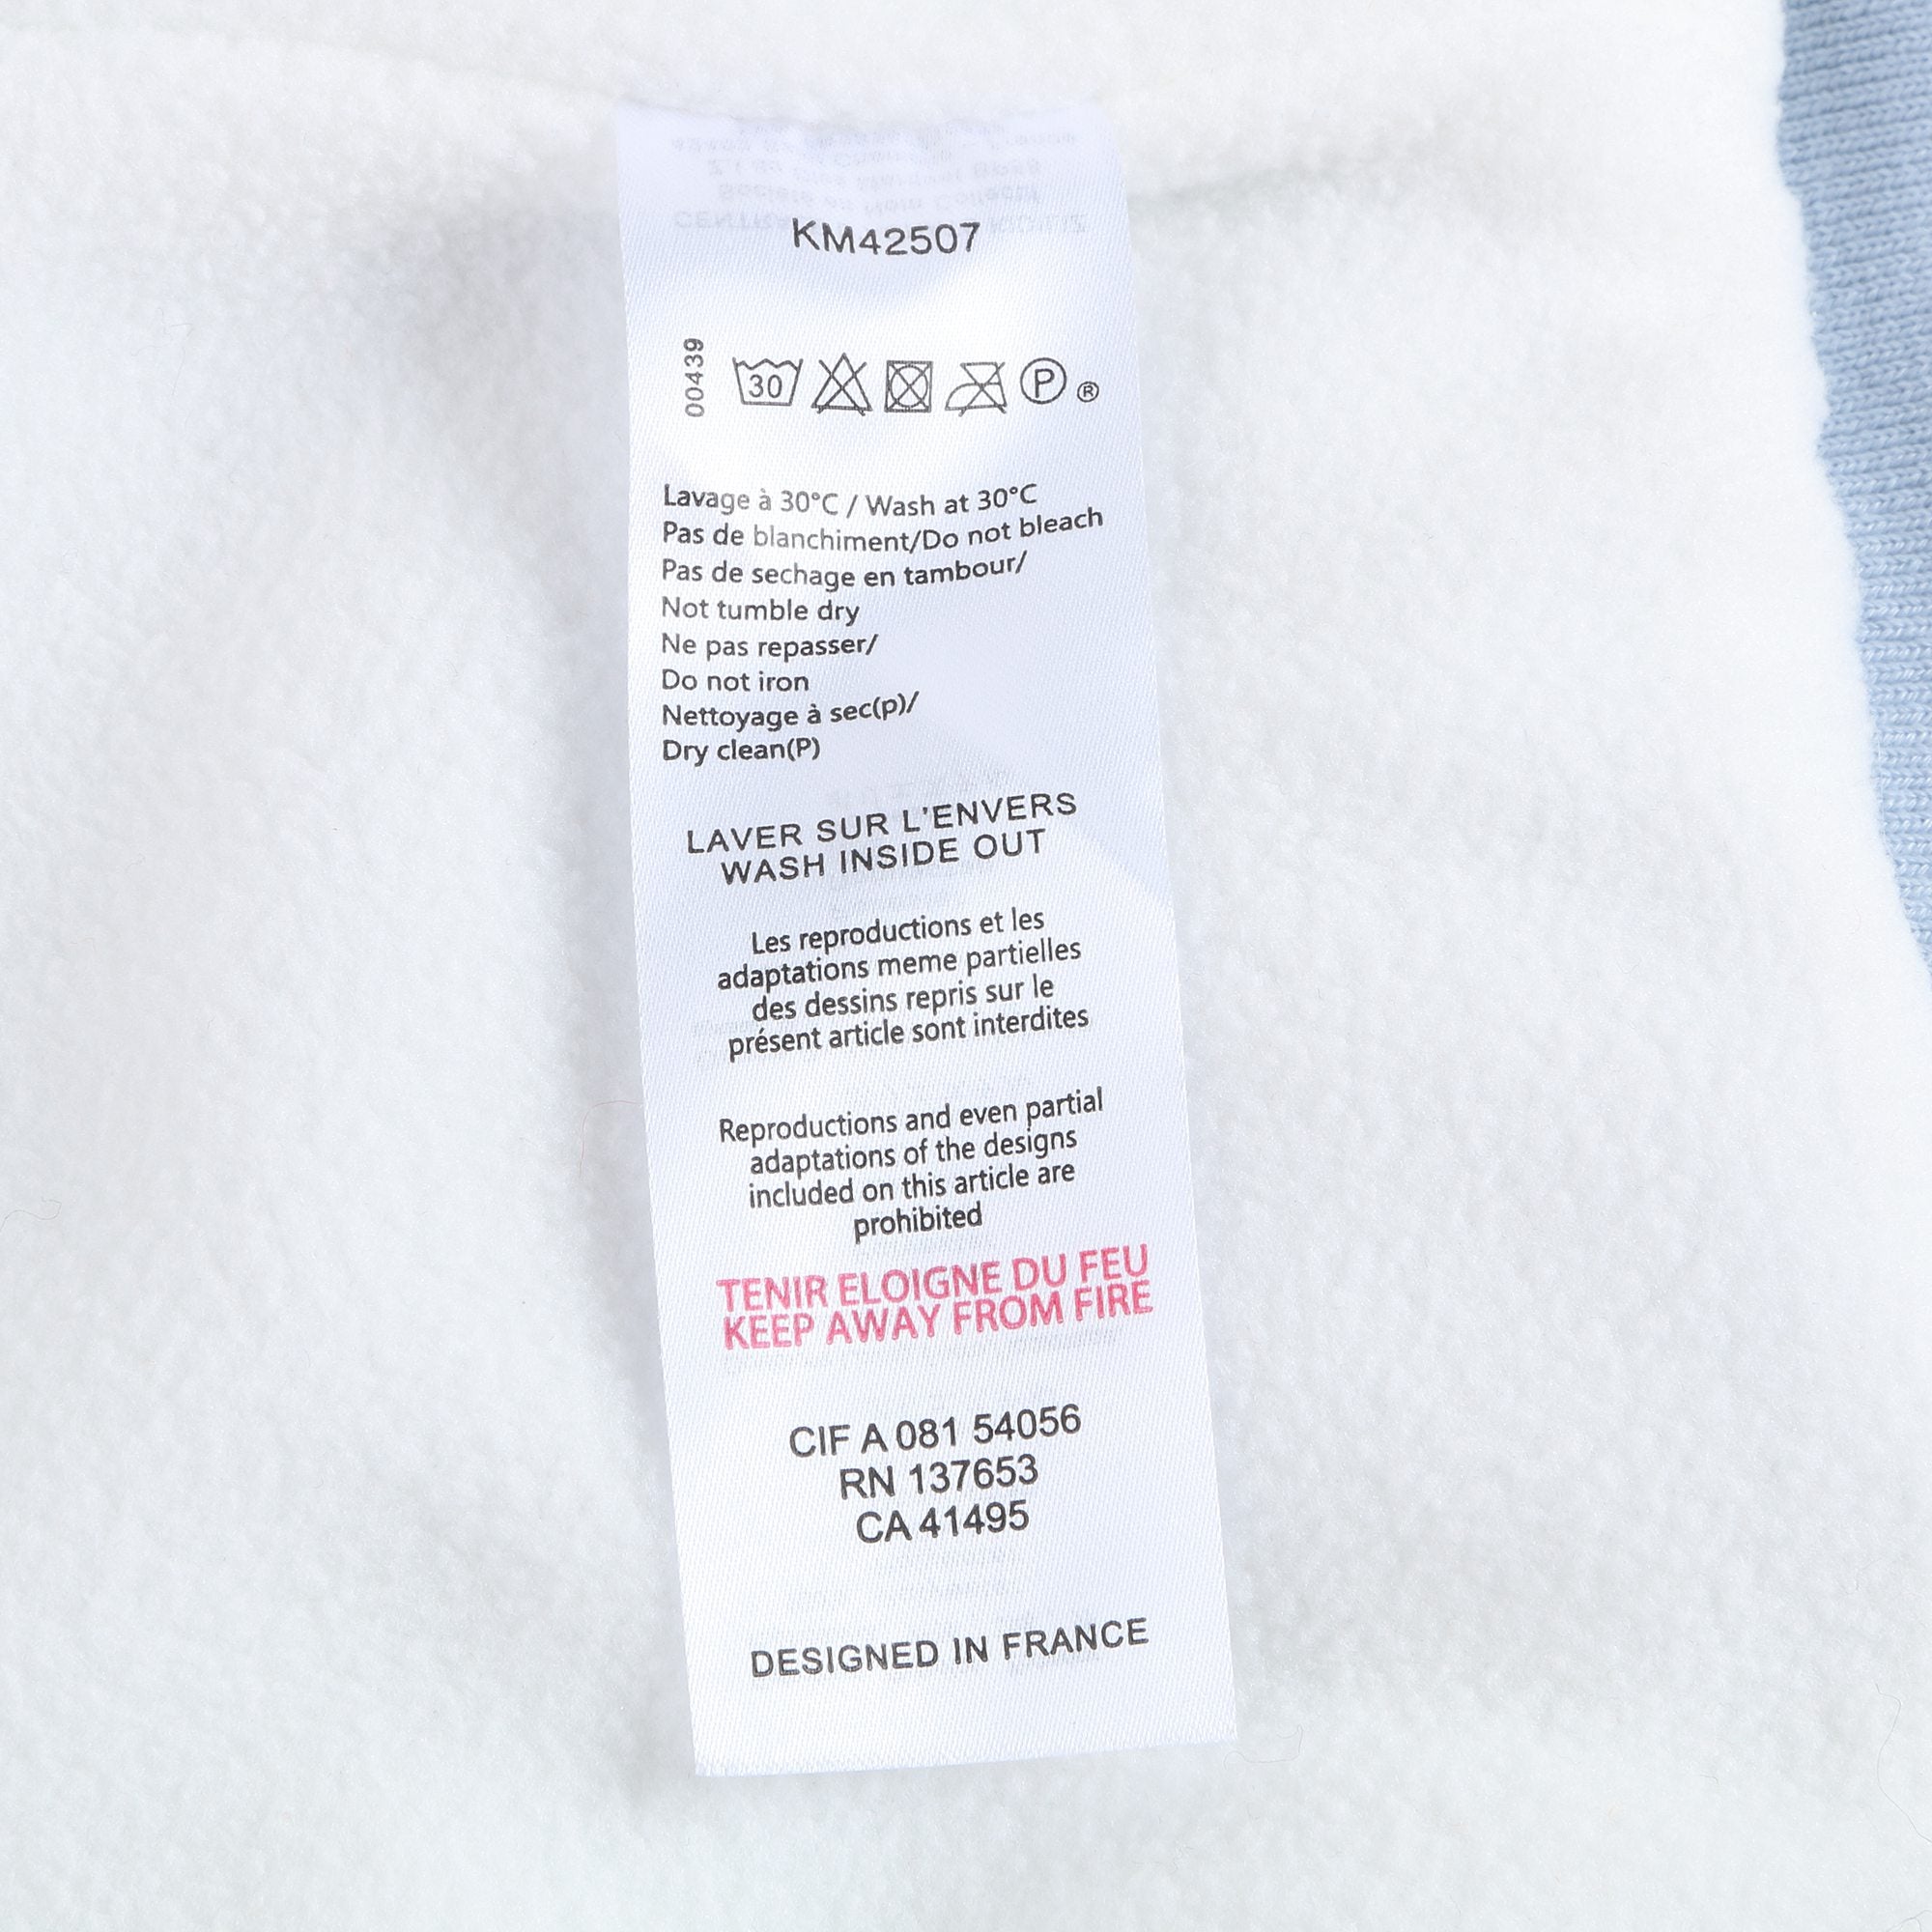 KM42507
00439
30 P ®
Lavage à 30°C / Wash at 30°C
Pas de blanchiment/Do not bleach
Pas de sechage en tambour/
Not tumble dry
Ne pas repasser/
Do not iron
Nettoyage à sec(p)/
Dry clean(P)
LAVER SUR L'ENVERS
WASH INSIDE OUT
Les reproductions et les
adaptations meme partielles
des dessins repris sur le
présent article sont interdites
Reproductions and even partial
adaptations of the designs
included on this article are
prohibited
TENIR ELOIGNE DU FEU
KEEP AWAY FROM FIRE
CIF A 081 54056
RN 137653
CA 41495
DESIGNED IN FRANCE